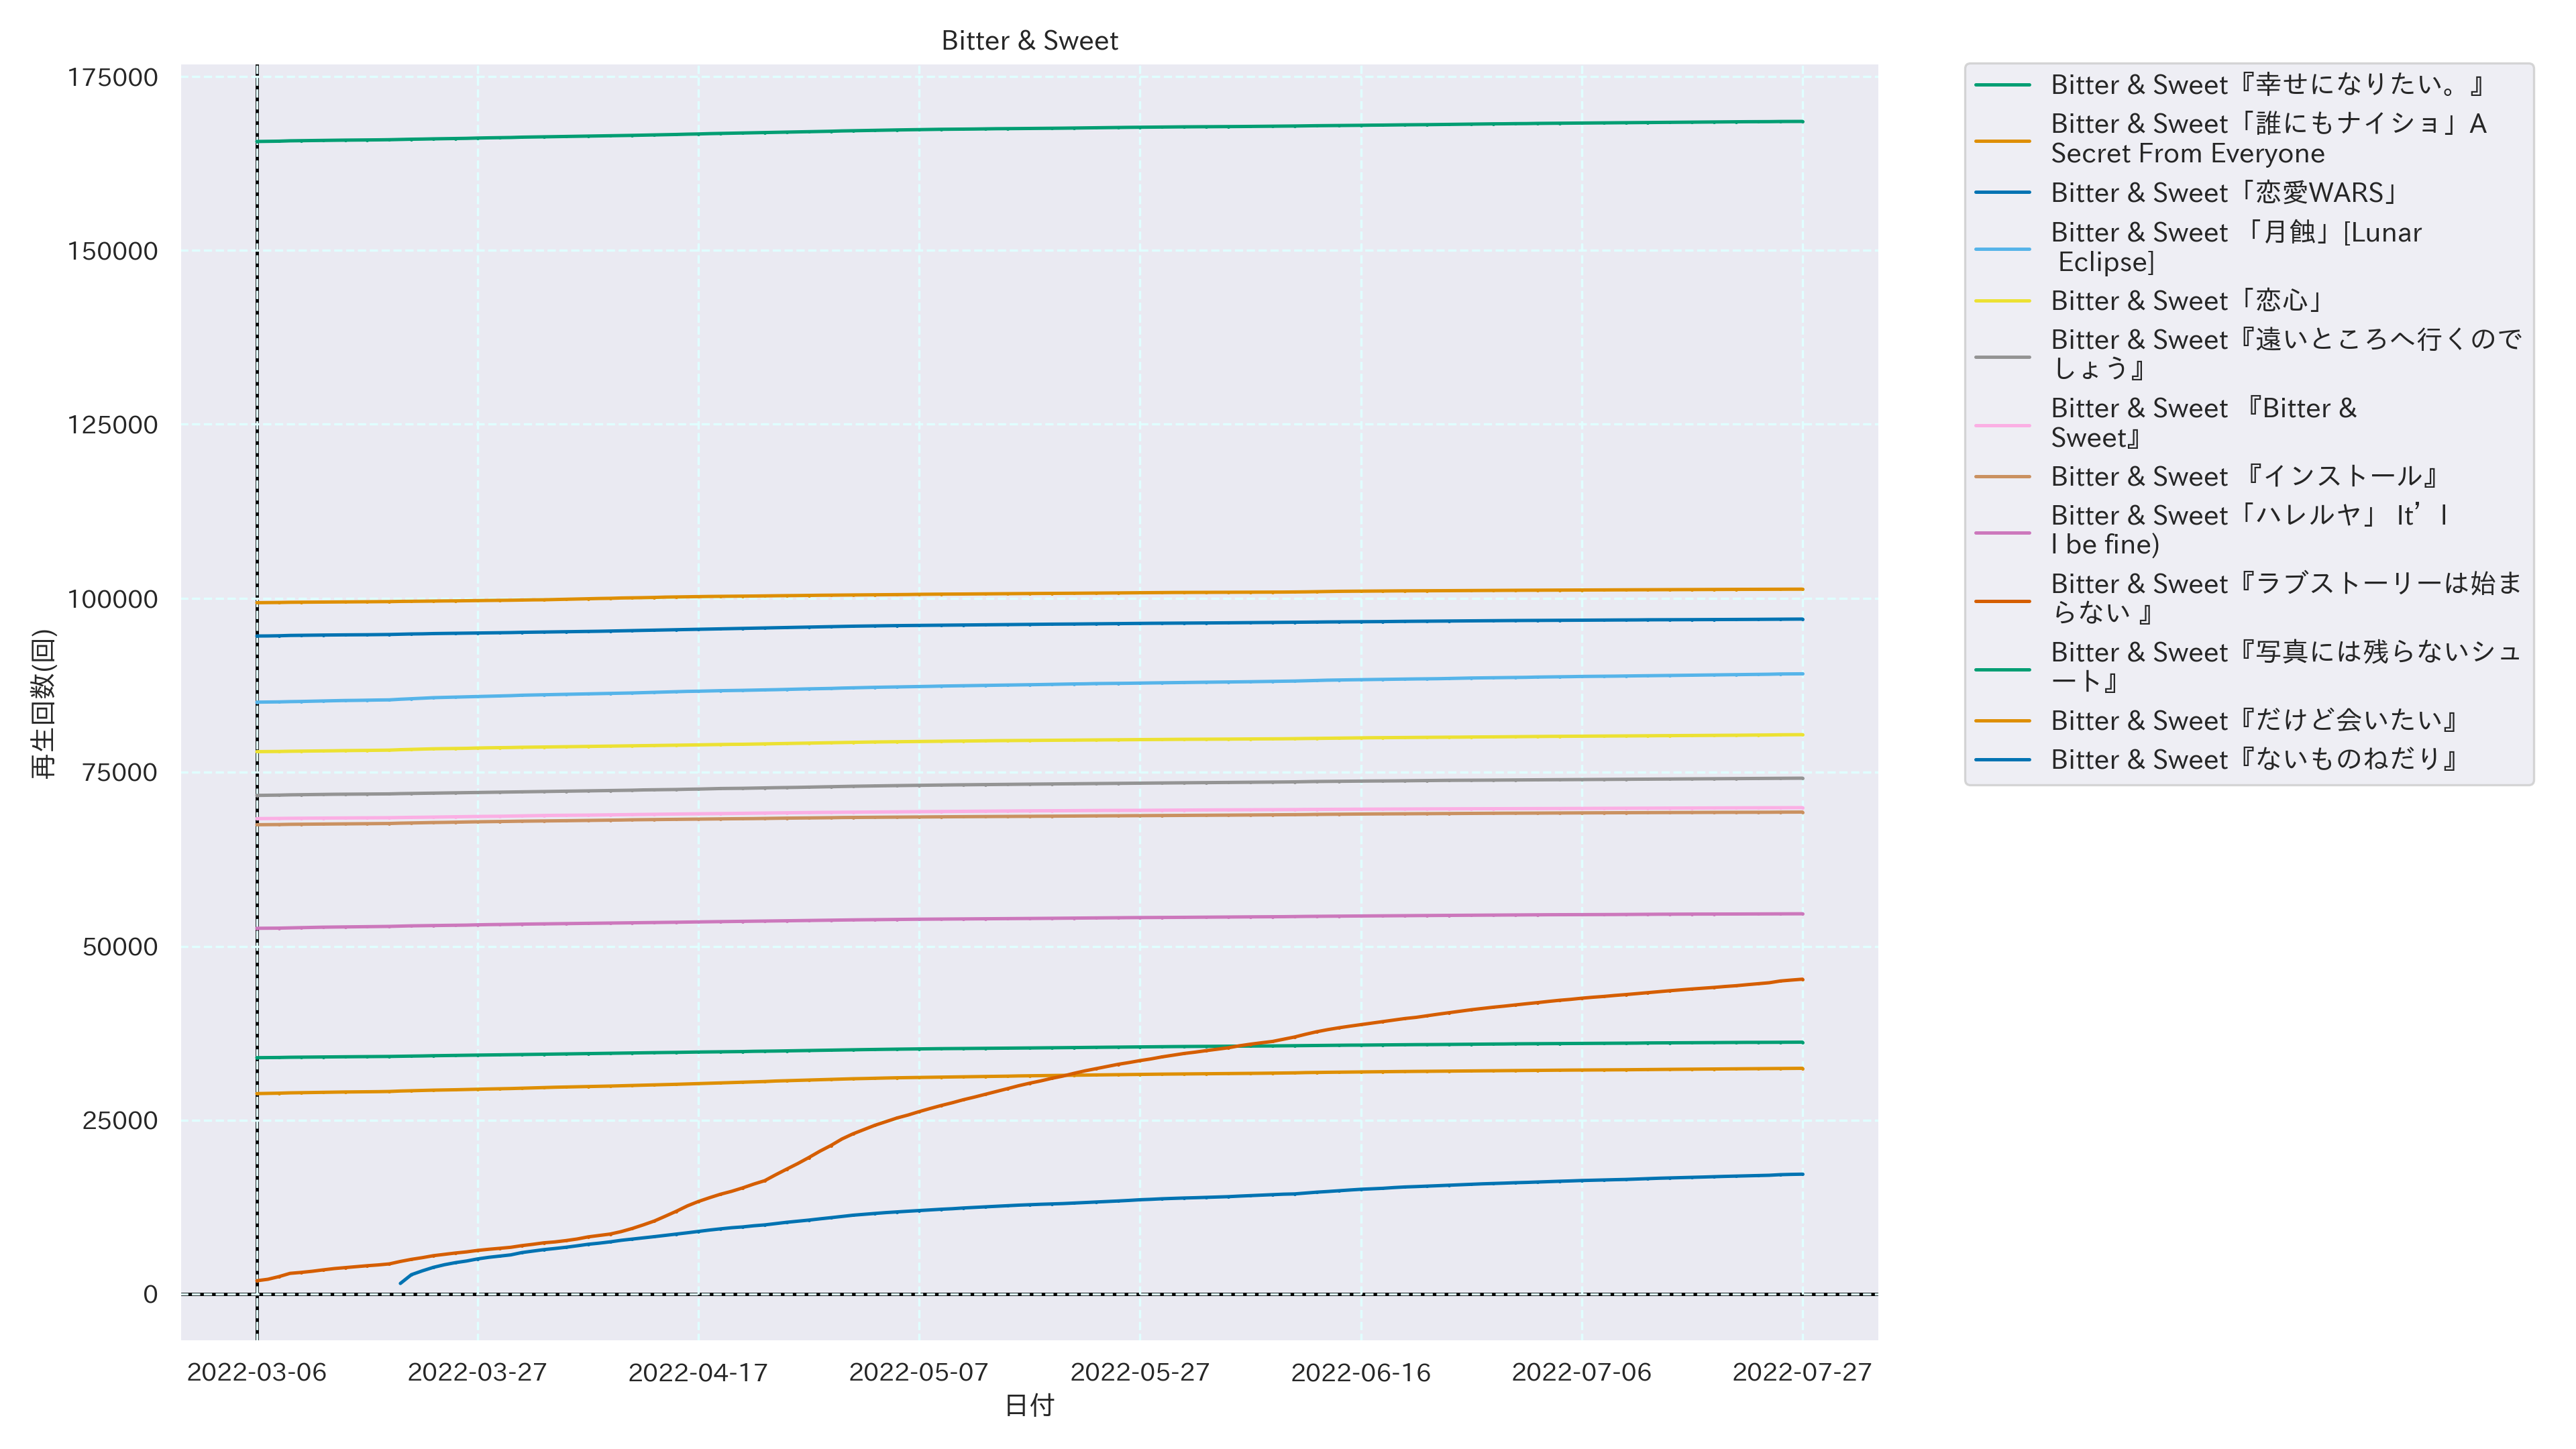 Bitter & Sweet
175000
150000
125000
100000
75000
50000
25000
0
再生回数(回)
2022-03-06
2022-03-27
2022-04-17
2022-05-07
2022-05-27
2022-06-16
2022-07-06
2022-07-27
日付
Bitter & Sweet『幸せになりたい。』
Bitter & Sweet「誰にもナイショ」A
Secret From Everyone
Bitter & Sweet「恋愛WARS」
Bitter & Sweet 「月蝕」[Lunar
Eclipse]
Bitter & Sweet「恋心」
Bitter & Sweet『遠いところへ行くので
しょう』
Bitter & Sweet 『Bitter &
Sweet』
Bitter & Sweet 『インストール』
Bitter & Sweet「ハレルヤ」 It’l
l be fine)
Bitter & Sweet『ラブストーリーは始ま
らない 』
Bitter & Sweet『写真には残らないシュ
ート』
Bitter & Sweet『だけど会いたい』
Bitter & Sweet『ないものねだり』